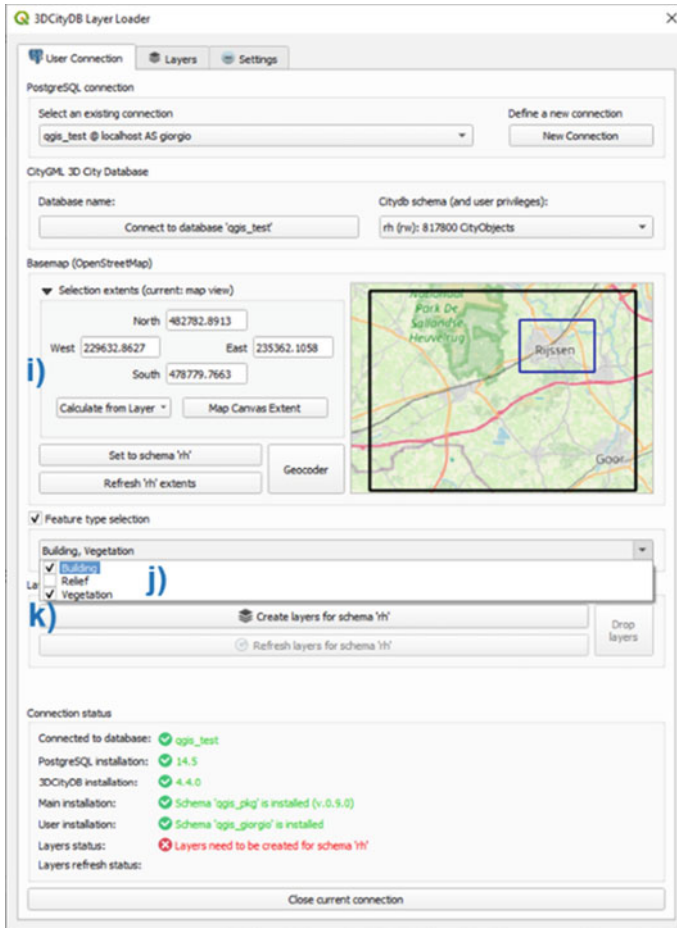 3DCityDB Layer Loader
User Connection Layers Settings
PostgreSQL connection
Select an existing connection Define a new connection
qgis_test @ localhost AS giorgio New Connection
CityGML 3D City Database
Database name: Citydb schema (and user privileges):
Connect to database 'qgis_test' rh (rw): 817800 CityObjects
Basemap (OpenStreetMap)
Selection extents (current: map view)
North 482782.8913
West 229632.8627 East 235362.1058
i)
South 478779.7663
Calculate from Layer Map Canvas Extent
Set to schema 'rh'
Refresh 'rh' extents
Geocoder
Nationaal
Park De
Sallandse
Heuvelrug
Rijssen
Goor
Feature type selection
Building, Vegetation
Building
Relief
Vegetation
j)
La
k)
Create layers for schema 'rh'
Refresh layers for schema 'rh'
Drop
layers
Connection status
Connected to database: qgis_test
PostgreSQL installation: 14.5
3DCityDB installation: 4.4.0
Main installation: Schema 'qgis_pkg' is installed (v.0.9.0)
User installation: Schema 'qgis_giorgio' is installed
Layers status: Layers need to be created for schema 'rh'
Layers refresh status:
Close current connection